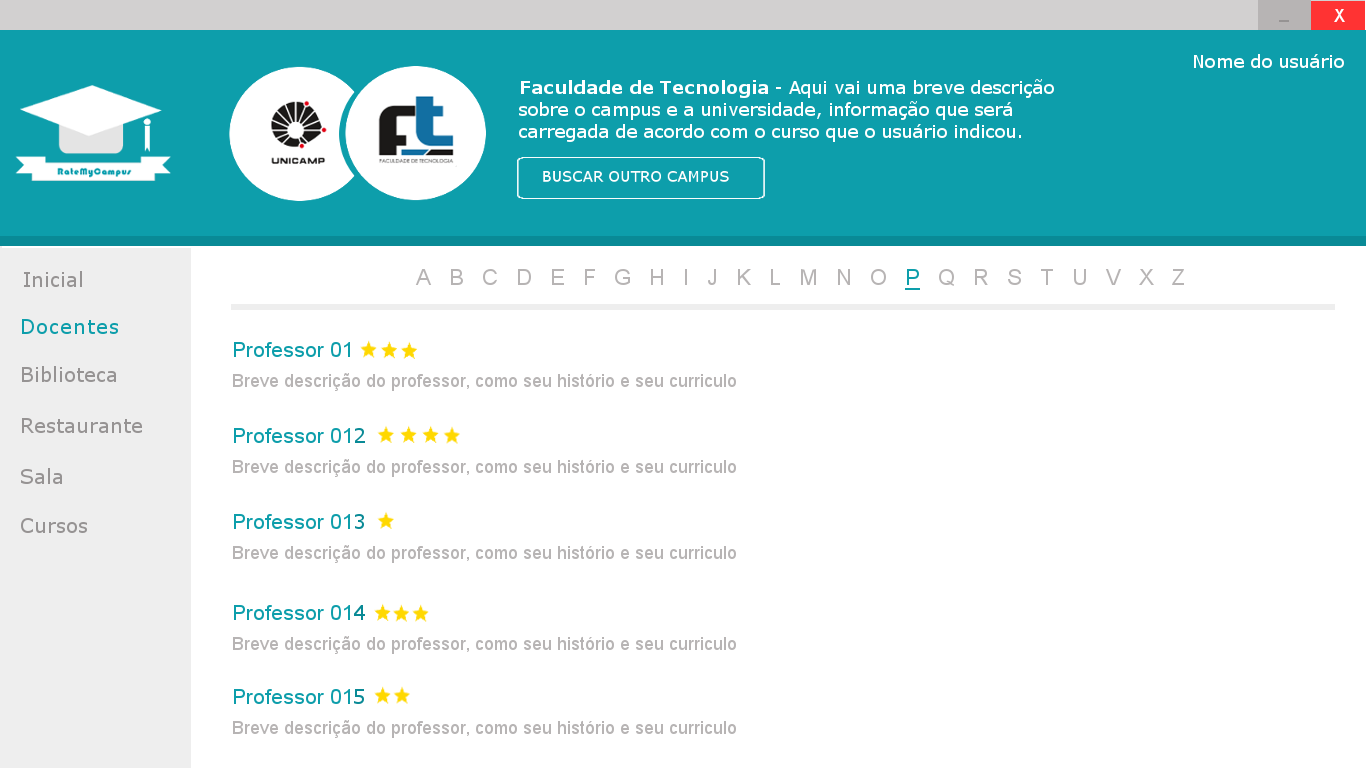 _ X
Nome do usuário
RateMyCampus
UNICAMP
FACULDADE DE TECNOLOGIA
Faculdade de Tecnologia - Aqui vai uma breve descrição
sobre o campus e a universidade, informação que será
carregada de acordo com o curso que o usuário indicou.
BUSCAR OUTRO CAMPUS
Inicial
Docentes
Biblioteca
Restaurante
Sala
Cursos
A B C D E F G H I J K L M N O P Q R S T U V X Z
Professor 01
Breve descrição do professor, como seu histório e seu curriculo
Professor 012
Breve descrição do professor, como seu histório e seu curriculo
Professor 013
Breve descrição do professor, como seu histório e seu curriculo
Professor 014
Breve descrição do professor, como seu histório e seu curriculo
Professor 015
Breve descrição do professor, como seu histório e seu curriculo